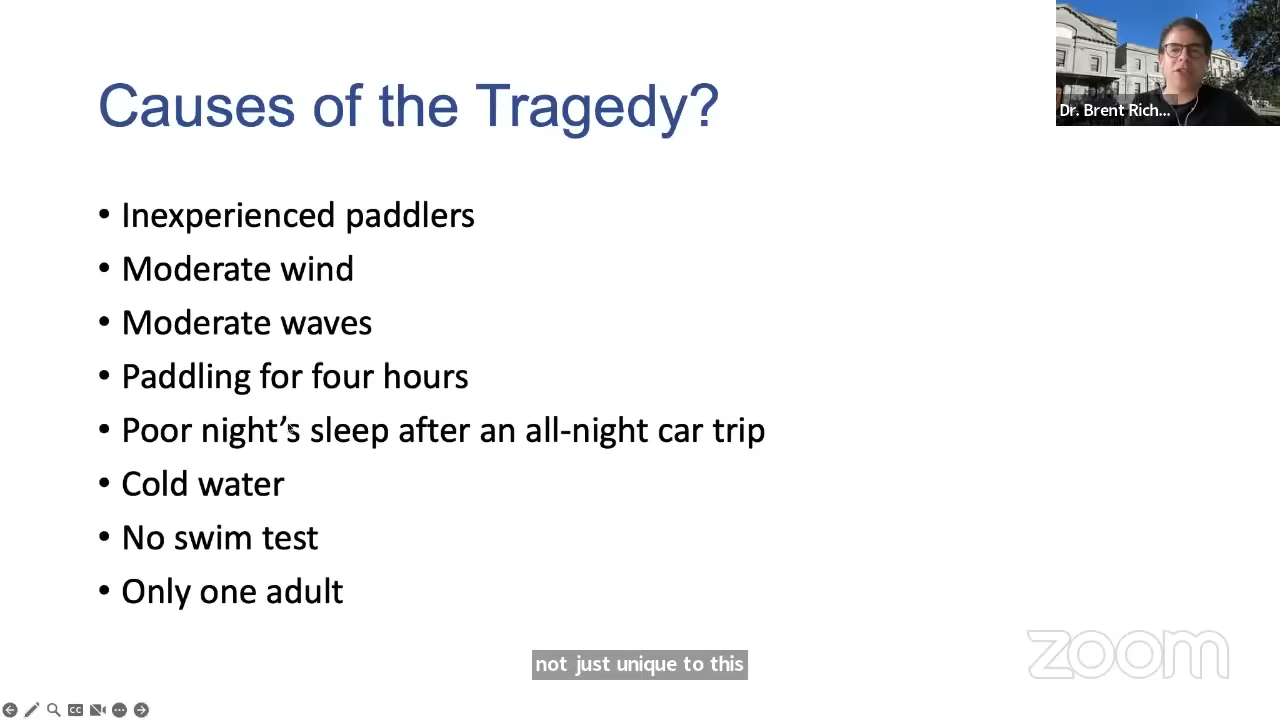 Causes of the Tragedy?
Dr. Brent Rich...
• Inexperienced paddlers
• Moderate wind
• Moderate waves
• Paddling for four hours
• Poor night's sleep after an all-night car trip
• Cold water
• No swim test
• Only one adult
not just unique to this
zoom
CC